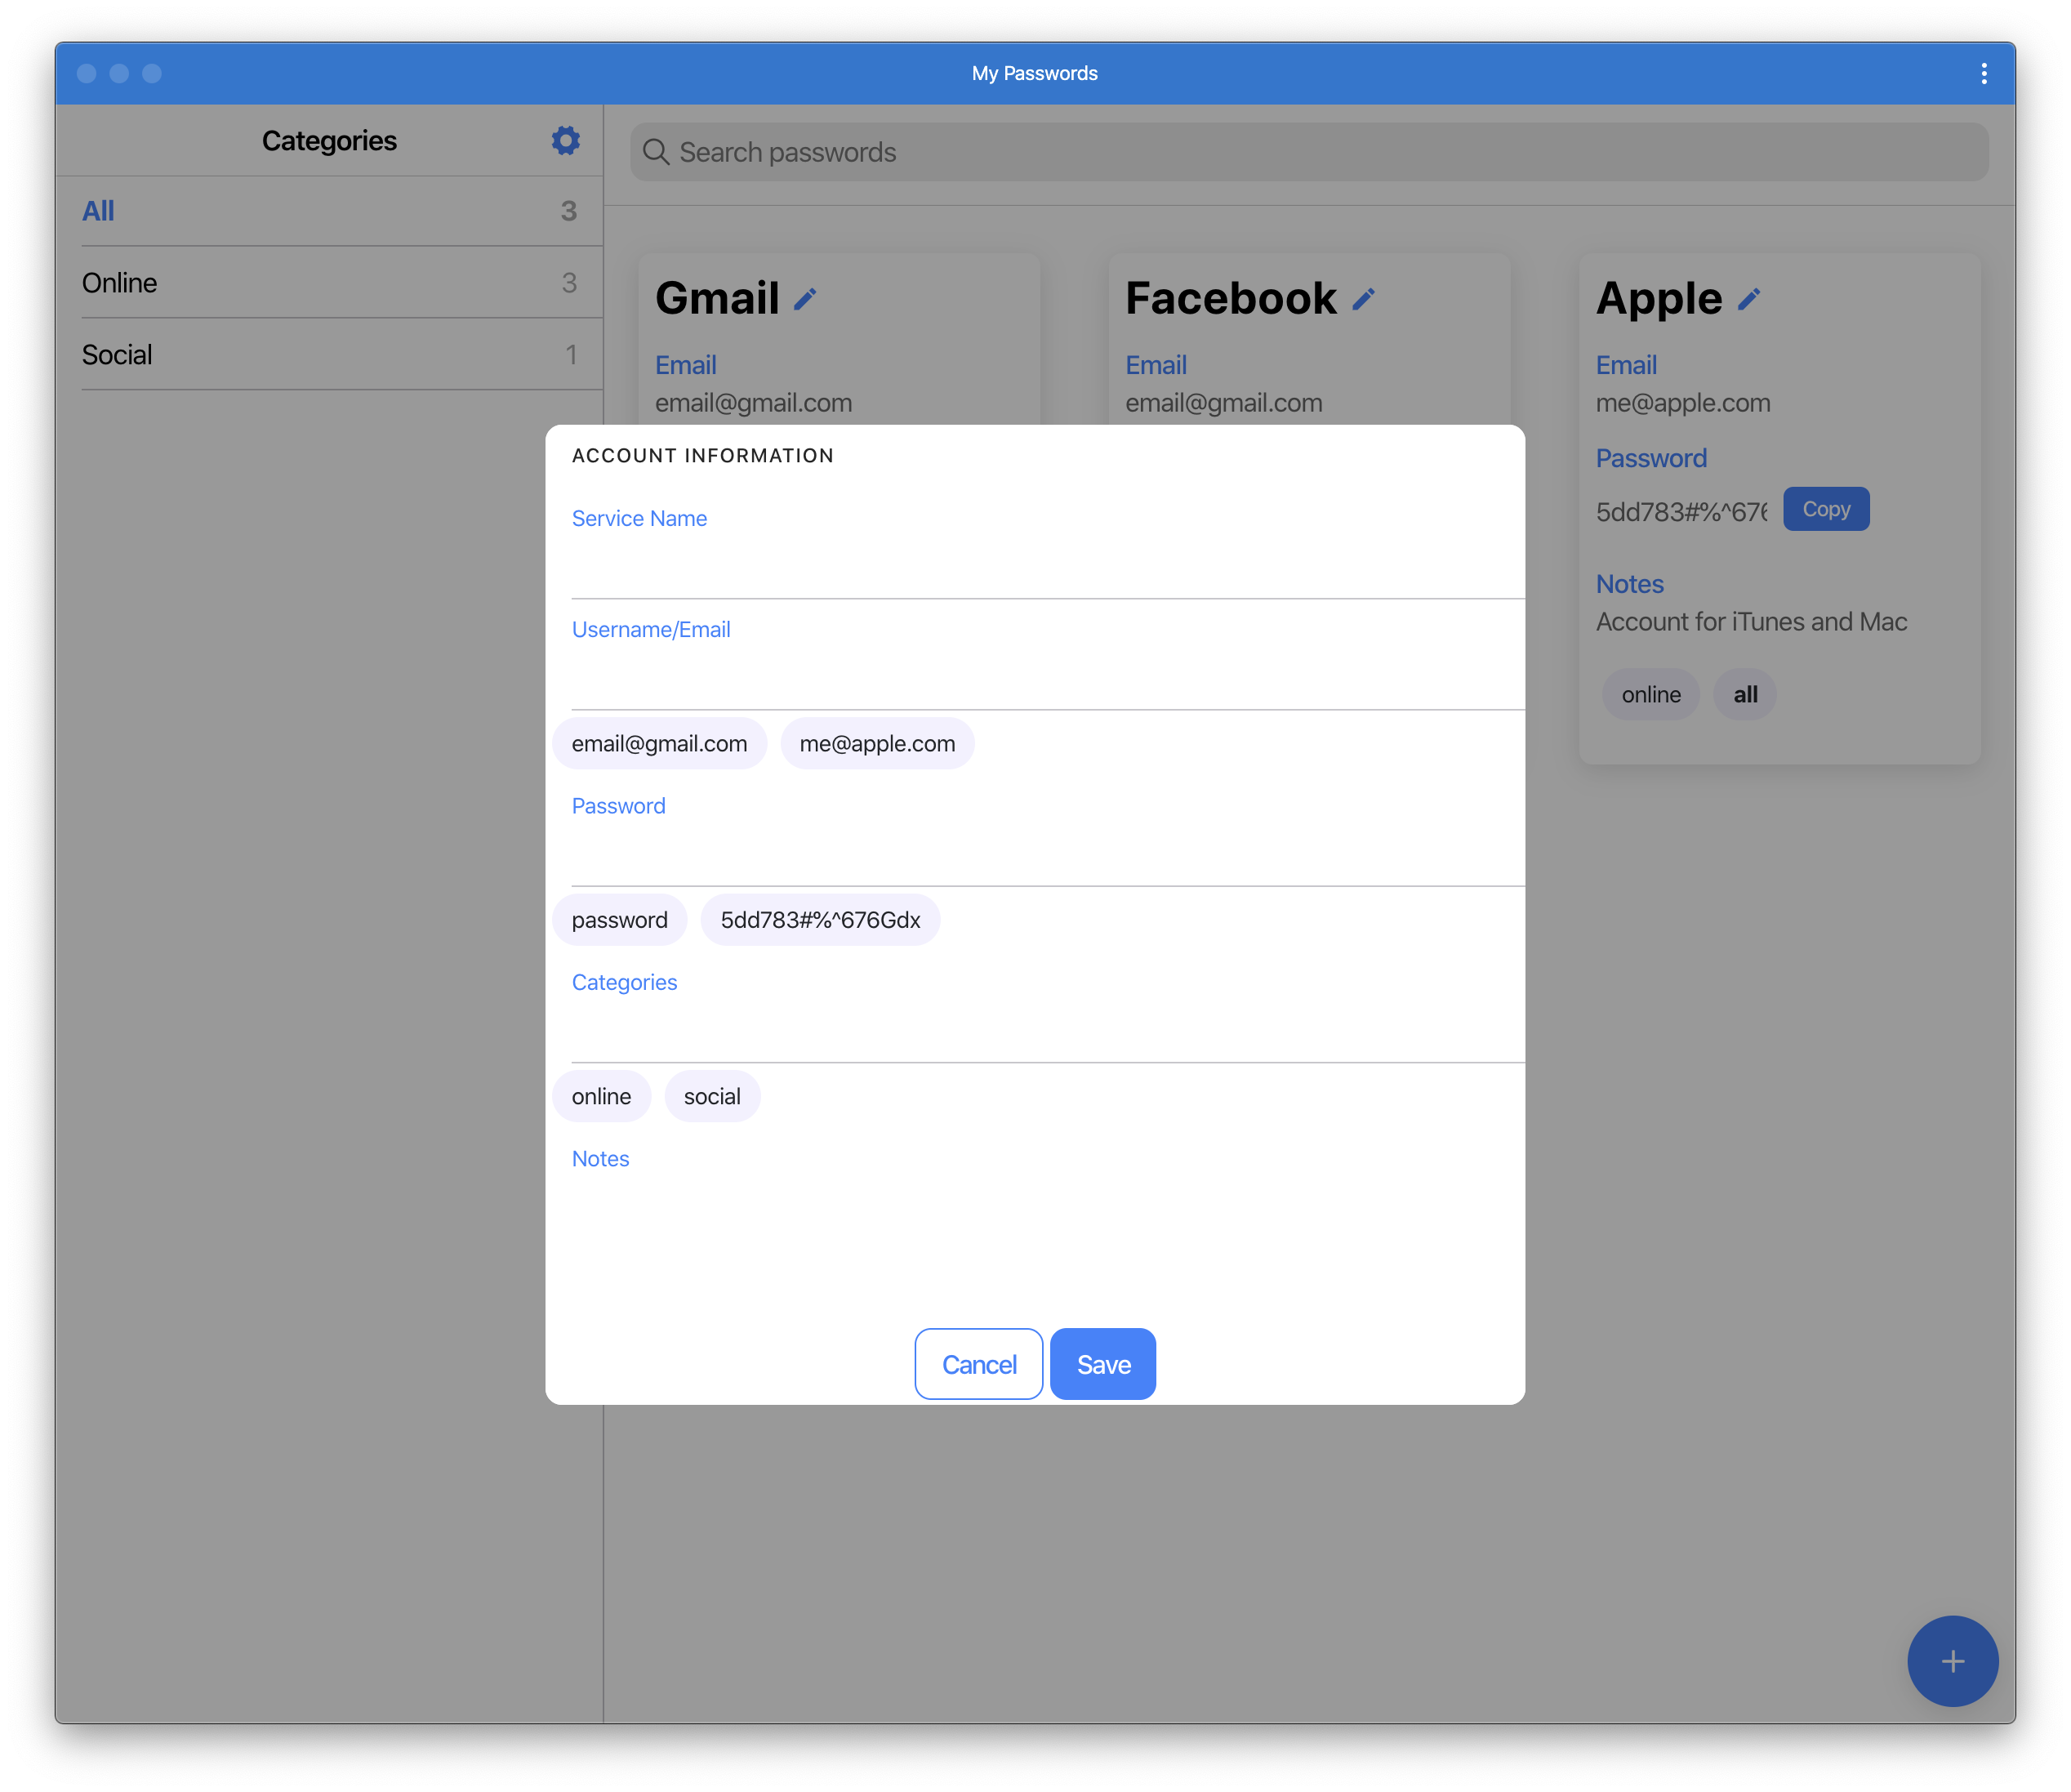 My Passwords
Categories
All 3
Online 3
Social 1
Search passwords
Gmail
Email
email@gmail.com
Facebook
Email
email@gmail.com
Apple
Email
me@apple.com
Password
5dd783#%^676 Copy
Notes
Account for iTunes and Mac
online all
ACCOUNT INFORMATION
Service Name
Username/Email
email@gmail.com me@apple.com
Password
password 5dd783#%^676Gdx
Categories
online social
Notes
Cancel Save
+